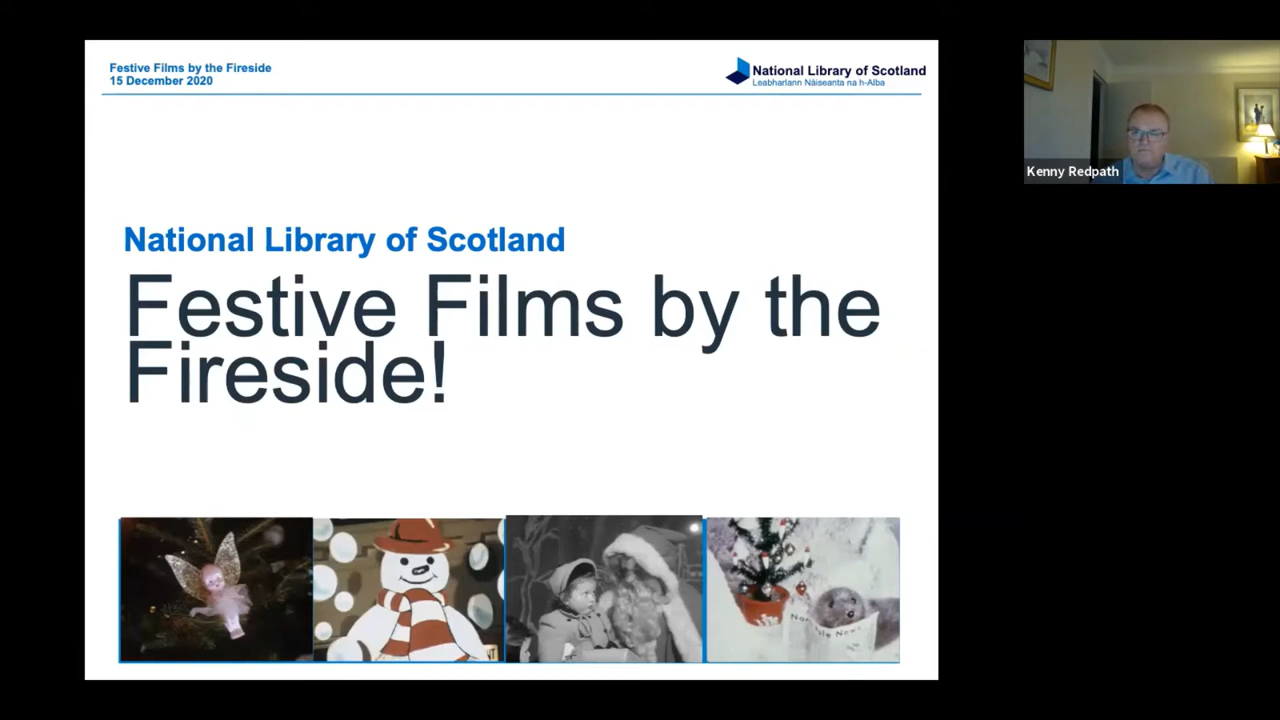 Festive Films by the Fireside
15 December 2020
National Library of Scotland
Leabharlann Nàiseanta na h-Alba
Kenny Redpath
National Library of Scotland
Festive Films by the
Fireside!